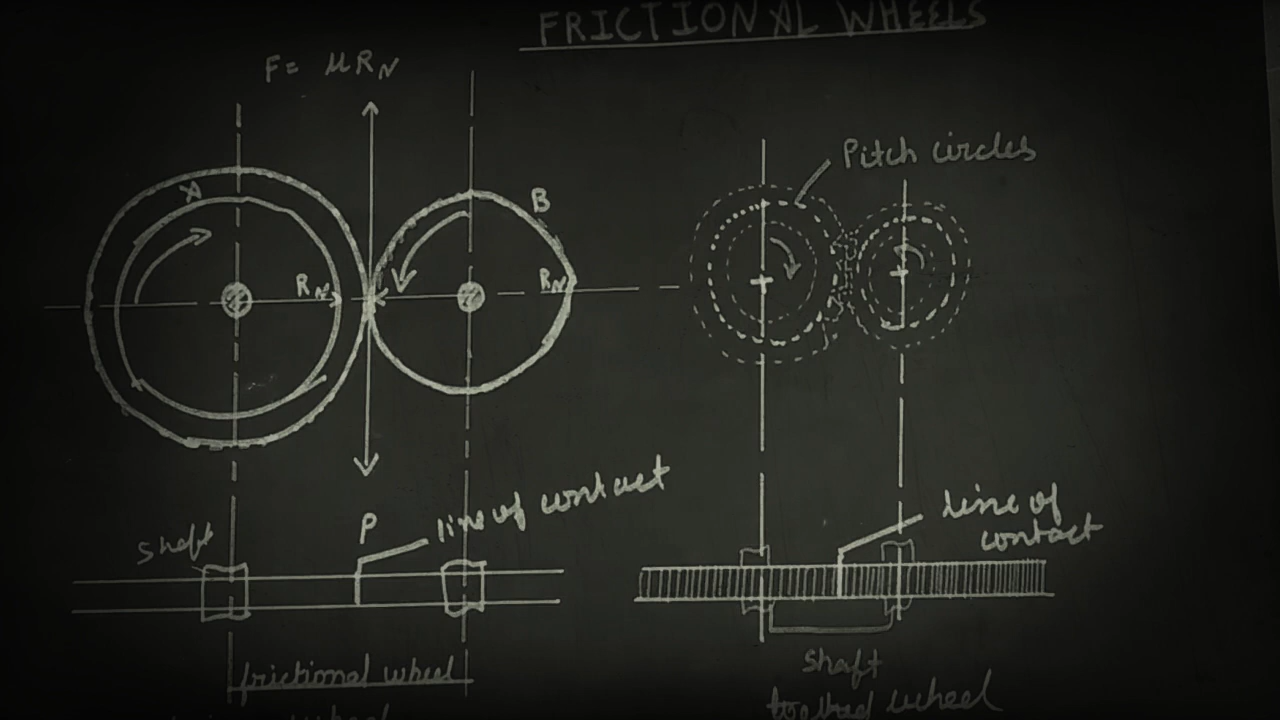 FRICTIONAL WHEELS
F= μRN
A
B
RN
RN
Pitch circles
P
line of contact
Shaft
line of
contact
frictional wheel
Shaft
toothed wheel
wheel